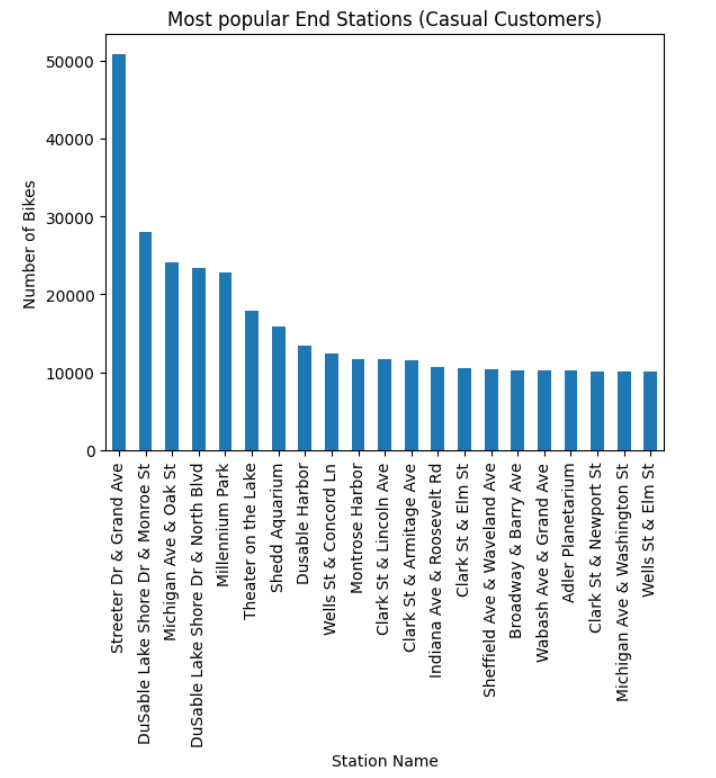 Most popular End Stations (Casual Customers)
Number of Bikes
50000
40000
30000
20000
10000
0
Streeter Dr & Grand Ave
DuSable Lake Shore Dr & Monroe St
Michigan Ave & Oak St
DuSable Lake Shore Dr & North Blvd
Millennium Park
Theater on the Lake
Shedd Aquarium
Dusable Harbor
Wells St & Concord Ln
Montrose Harbor
Clark St & Lincoln Ave
Clark St & Armitage Ave
Indiana Ave & Roosevelt Rd
Clark St & Elm St
Sheffield Ave & Waveland Ave
Broadway & Barry Ave
Wabash Ave & Grand Ave
Adler Planetarium
Clark St & Newport St
Michigan Ave & Washington St
Wells St & Elm St
Station Name